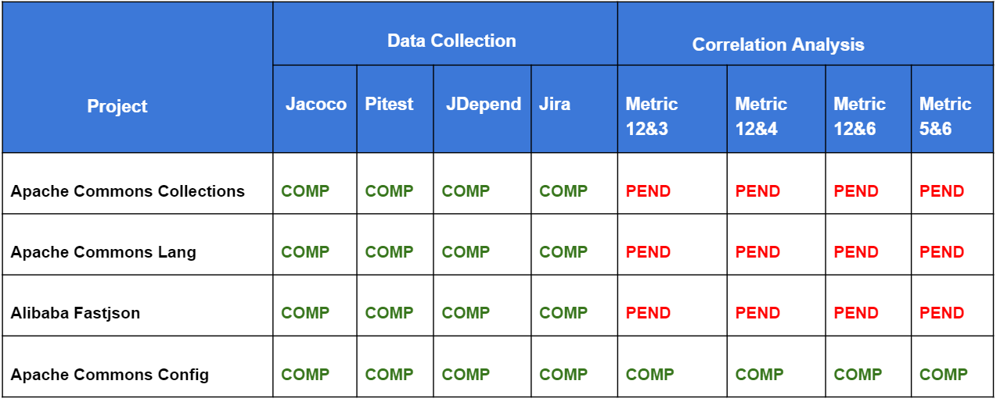 Project
Data Collection
Correlation Analysis
Jacoco Pitest JDepend Jira Metric 12&3 Metric 12&4 Metric 12&6 Metric 5&6
Apache Commons Collections COMP COMP COMP COMP PEND PEND PEND PEND
Apache Commons Lang COMP COMP COMP COMP PEND PEND PEND PEND
Alibaba Fastjson COMP COMP COMP COMP PEND PEND PEND PEND
Apache Commons Config COMP COMP COMP COMP COMP COMP COMP COMP